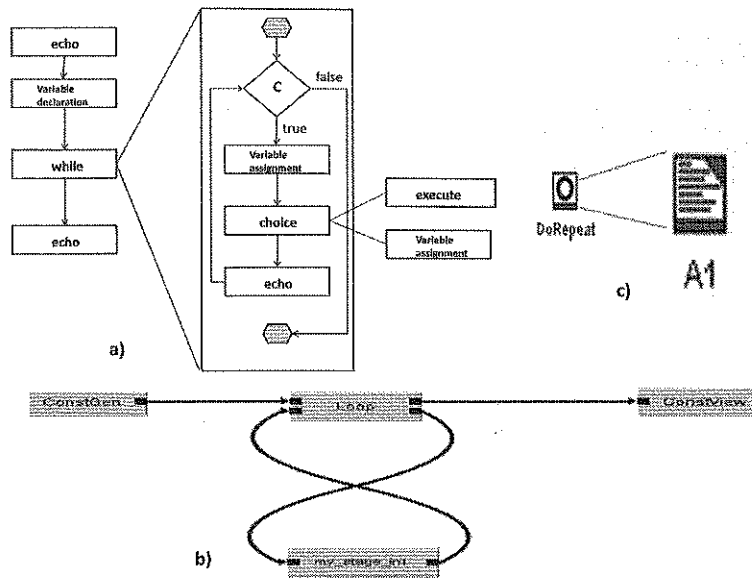 echo
Variable
declaration
while
echo
a)
C
false
true
Variable
assignment
choice
echo
execute
Variable
assignment
DoRepeat
A1
c)
ConstGen
Loop
ConstView
b)